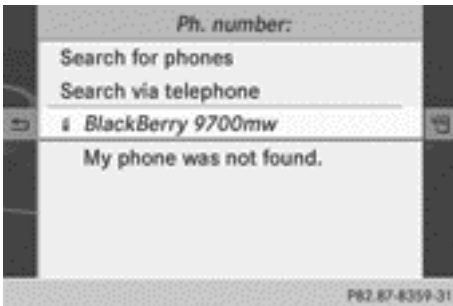 Ph. number:
Search for phones
Search via telephone
BlackBerry 9700mw
My phone was not found.
P82.87-8359-31